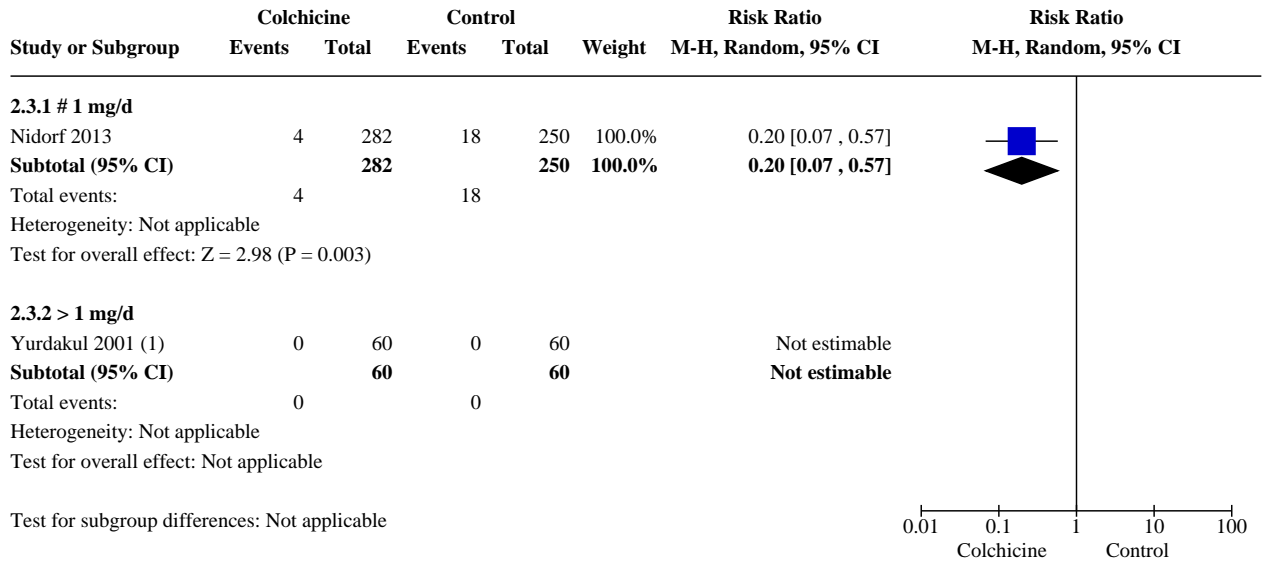 Colchicine Control Risk Ratio Risk Ratio
Study or Subgroup Events Total Events Total Weight M-H, Random, 95% CI M-H, Random, 95% CI
2.3.1 # 1 mg/d
Nidorf 2013 4 282 18 250 100.0% 0.20 [0.07 , 0.57]
Subtotal (95% CI) 282 250 100.0% 0.20 [0.07 , 0.57]
Total events: 4 18
Heterogeneity: Not applicable
Test for overall effect: Z = 2.98 (P = 0.003)
2.3.2 > 1 mg/d
Yurdakul 2001 (1) 0 60 0 60 Not estimable
Subtotal (95% CI) 60 60 Not estimable
Total events: 0 0
Heterogeneity: Not applicable
Test for overall effect: Not applicable
Test for subgroup differences: Not applicable
0.01 0.1 1 10 100
Colchicine Control